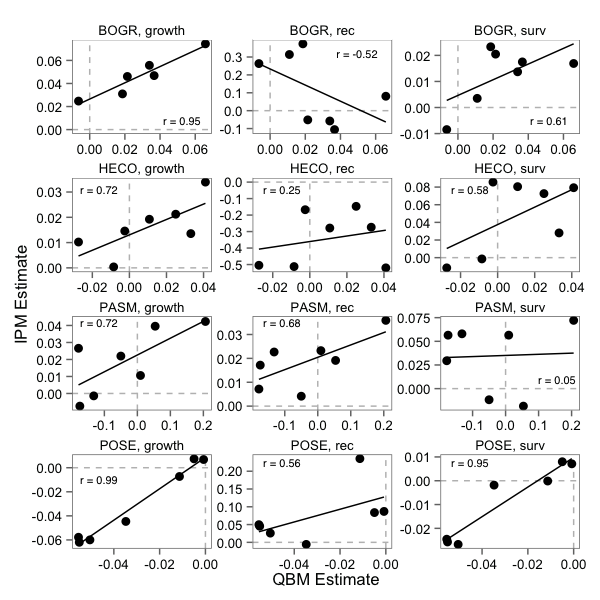 BOGR, growth BOGR, rec BOGR, surv
0.06 0.3 0.02
0.04 0.2 0.01
0.02 0.1 0.00
0.00 0.0 -0.01
-0.1
r = 0.95 r = -0.52 r = 0.61
0.00 0.02 0.04 0.06 0.00 0.02 0.04 0.06 0.00 0.02 0.04 0.06
HECO, growth HECO, rec HECO, surv
0.03 0.0 0.08
0.02 -0.1 0.06
0.01 -0.2 0.04
0.00 -0.3 0.02
-0.4 0.00
-0.5
r = 0.72 r = 0.25 r = 0.58
-0.02 0.00 0.02 0.04 -0.02 0.00 0.02 0.04 -0.02 0.00 0.02 0.04
IPM Estimate
PASM, growth PASM, rec PASM, surv
0.04 0.03 0.075
0.03 0.02 0.050
0.02 0.01 0.025
0.01 0.00 0.000
0.00
r = 0.72 r = 0.68 r = 0.05
-0.1 0.0 0.1 0.2 -0.1 0.0 0.1 0.2 -0.1 0.0 0.1 0.2
POSE, growth POSE, rec POSE, surv
0.00 0.20 0.01
-0.02 0.15 0.00
-0.04 0.10 -0.01
-0.06 0.05 -0.02
0.00
r = 0.99 r = 0.56 r = 0.95
-0.04 -0.02 0.00 -0.04 -0.02 0.00 -0.04 -0.02 0.00
QBM Estimate